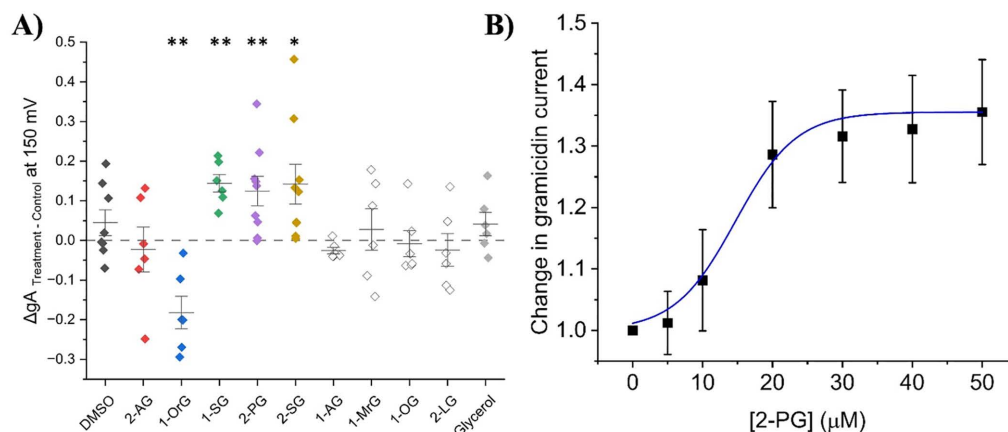 A)
ΔgA Treatment - Control at 150 mV
0.5
0.4
0.3
0.2
0.1
0.0
−0.1
−0.2
−0.3
** ** ** *
DMSO
2-AG
1-OrG
1-SG
2-PG
2-SG
1-AG
1-MrG
1-OG
2-LG
Glycerol
B)
Change in gramicidin current
1.5
1.4
1.3
1.2
1.1
1.0
0 10 20 30 40 50
[2-PG] (μM)